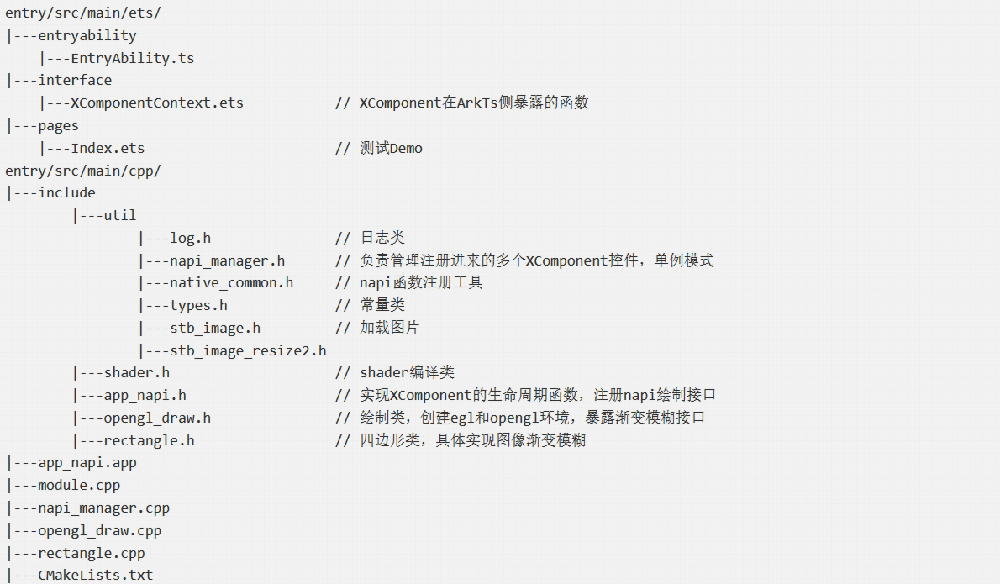 entry/src/main/ets/
|---entryability
    |---EntryAbility.ts
|---interface
    |---XComponentContext.ets           // XComponent在ArkTs侧暴露的函数
|---pages
    |---Index.ets                       // 测试Demo
entry/src/main/cpp/
|---include
        |---util
                |---log.h               // 日志类
                |---napi_manager.h      // 负责管理注册进来的多个XComponent控件，单例模式
                |---native_common.h     // napi函数注册工具
                |---types.h             // 常量类
                |---stb_image.h         // 加载图片
                |---stb_image_resize2.h
        |---shader.h                    // shader编译类
        |---app_napi.h                  // 实现XComponent的生命周期函数，注册napi绘制接口
        |---opengl_draw.h               // 绘制类，创建egl和opengl环境，暴露渐变模糊接口
        |---rectangle.h                 // 四边形类，具体实现图像渐变模糊
|---app_napi.app
|---module.cpp
|---napi_manager.cpp
|---opengl_draw.cpp
|---rectangle.cpp
|---CMakeLists.txt